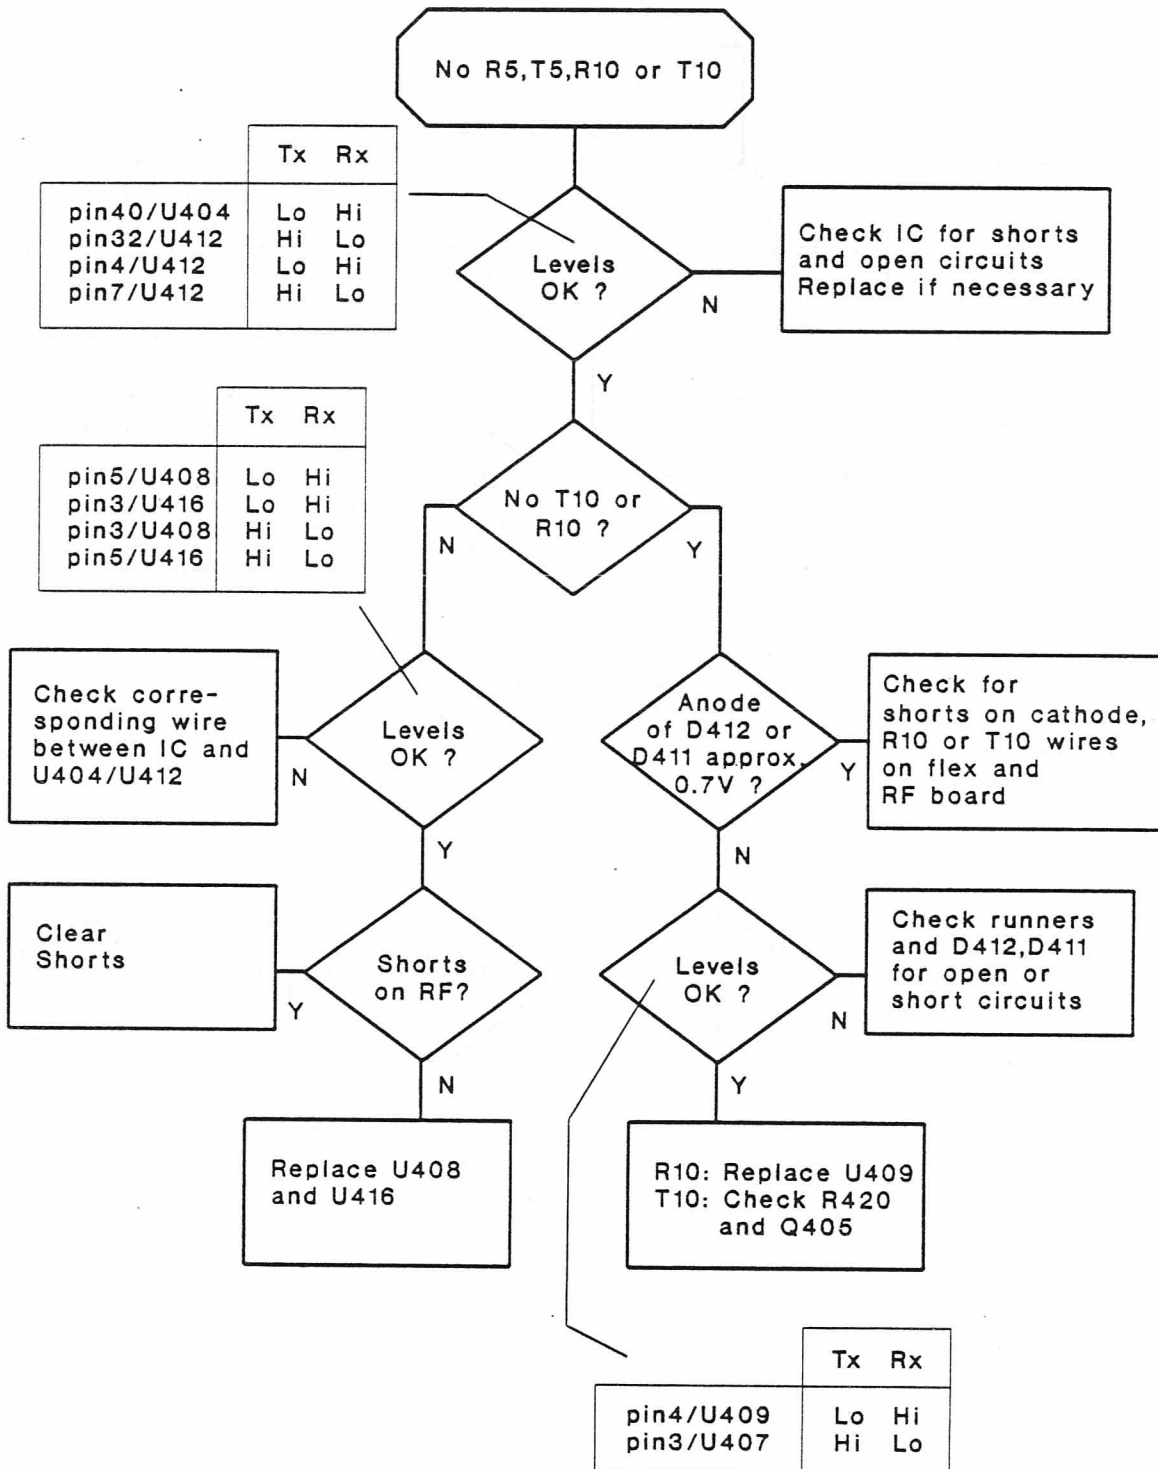 No R5,T5,R10 or T10
Tx Rx
pin40/U404 Lo Hi
pin32/U412 Hi Lo
pin4/U412 Lo Hi
pin7/U412 Hi Lo
Levels
OK ?
N
Y
Check IC for shorts
and open circuits
Replace if necessary
Tx Rx
pin5/U408 Lo Hi
pin3/U416 Lo Hi
pin3/U408 Hi Lo
pin5/U416 Hi Lo
No T10 or
R10 ?
N
Y
Check corre-
sponding wire
between IC and
U404/U412
Levels
OK ?
N
Y
Anode
of D412 or
D411 approx.
0.7V ?
Y
N
Check for
shorts on cathode,
R10 or T10 wires
on flex and
RF board
Clear
Shorts
Shorts
on RF?
Y
N
Levels
OK ?
N
Y
Check runners
and D412,D411
for open or
short circuits
Replace U408
and U416
R10: Replace U409
T10: Check R420
and Q405
Tx Rx
pin4/U409 Lo Hi
pin3/U407 Hi Lo